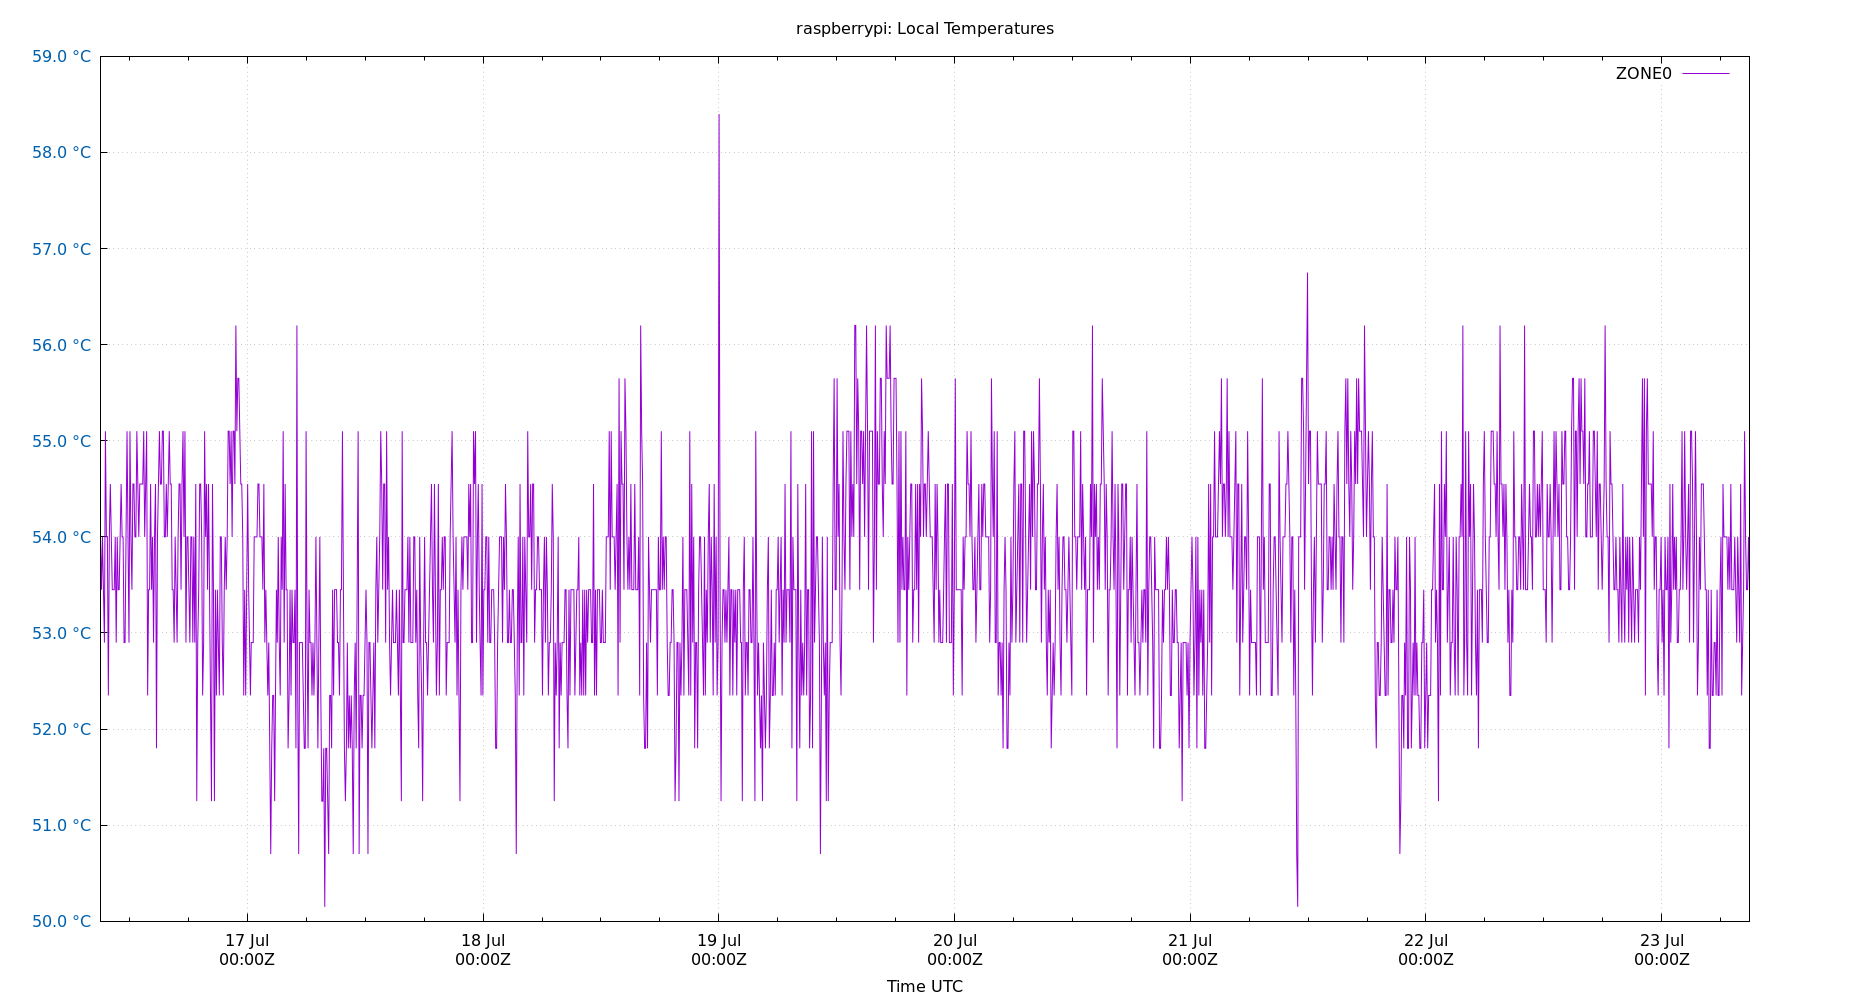 raspberrypi: Local Temperatures
59.0 °C
ZONE0
58.0 °C
57.0 °C
56.0 °C
55.0 °C
54.0 °C
53.0 °C
52.0 °C
51.0 °C
50.0 °C
17 Jul 18 Jul 19 Jul 20 Jul 21 Jul 22 Jul 23 Jul
00:00Z 00:00Z 00:00Z 00:00Z 00:00Z 00:00Z 00:00Z
Time UTC